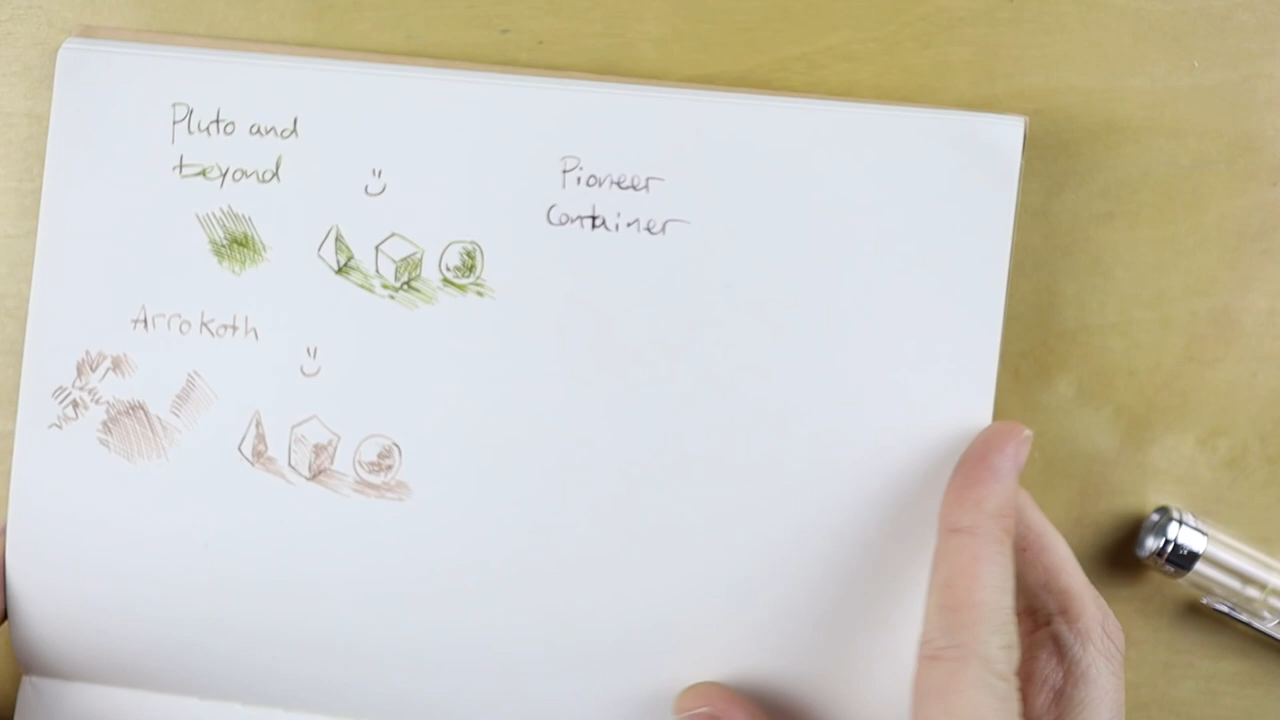 Pluto and
beyond
Pioneer
Container
Arrokoth